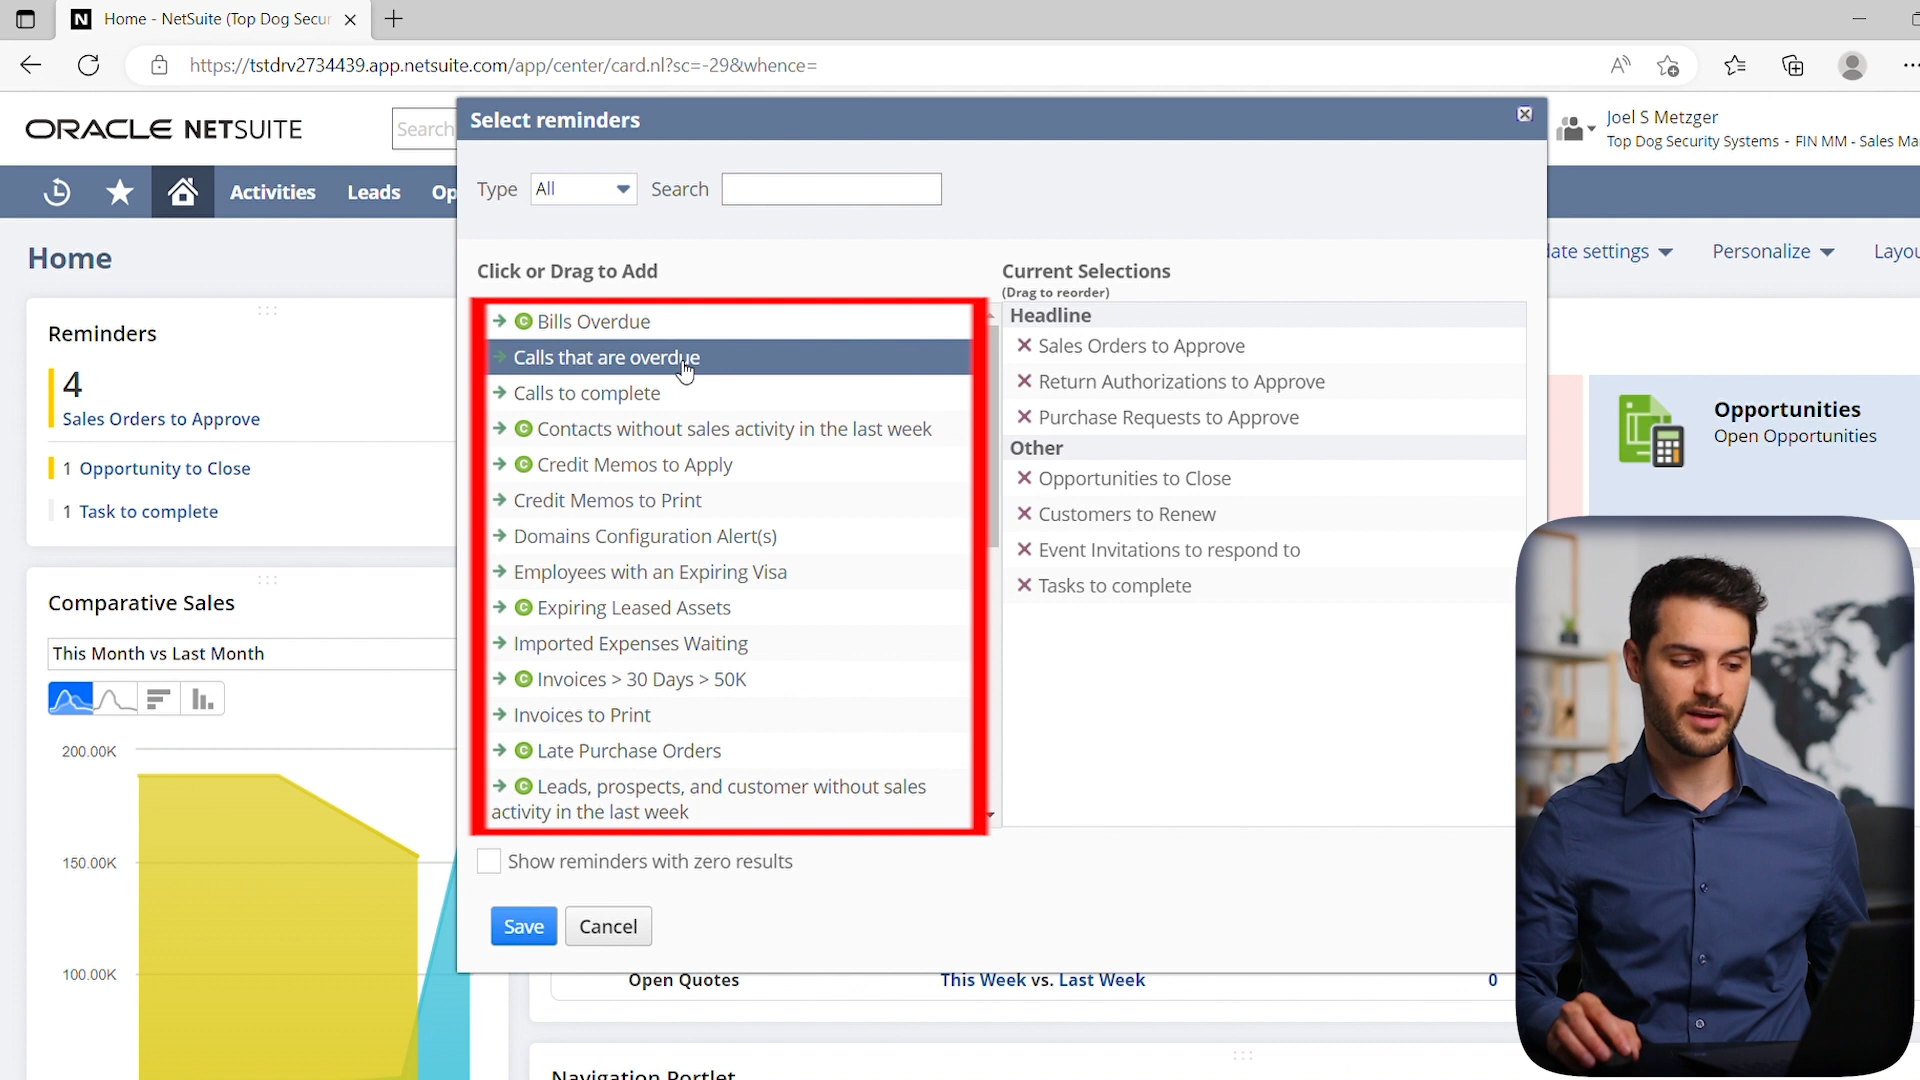 Home - NetSuite (Top Dog Secur
https://tstdrv2734439.app.netsuite.com/app/center/card.nl?sc=-29&whence=
ORACLE NETSUITE
Search
Select reminders
Joel S Metzger
Top Dog Security Systems - FIN MM - Sales Ma
Activities
Leads
Op
Type
All
Search
Home
date settings
Personalize
Layou
Click or Drag to Add
Current Selections
(Drag to reorder)
Reminders
4
Sales Orders to Approve
1 Opportunity to Close
1 Task to complete
Bills Overdue
Calls that are overdue
Calls to complete
C Contacts without sales activity in the last week
C Credit Memos to Apply
Credit Memos to Print
Domains Configuration Alert(s)
Employees with an Expiring Visa
C Expiring Leased Assets
Imported Expenses Waiting
C Invoices > 30 Days > 50K
Invoices to Print
C Late Purchase Orders
C Leads, prospects, and customer without sales
activity in the last week
Headline
Sales Orders to Approve
Return Authorizations to Approve
Purchase Requests to Approve
Other
Opportunities to Close
Customers to Renew
Event Invitations to respond to
Tasks to complete
Opportunities
Open Opportunities
Comparative Sales
This Month vs Last Month
200.00K
150.00K
100.00K
Show reminders with zero results
Save
Cancel
Open Quotes
This Week vs. Last Week
0
Navigation Portlet